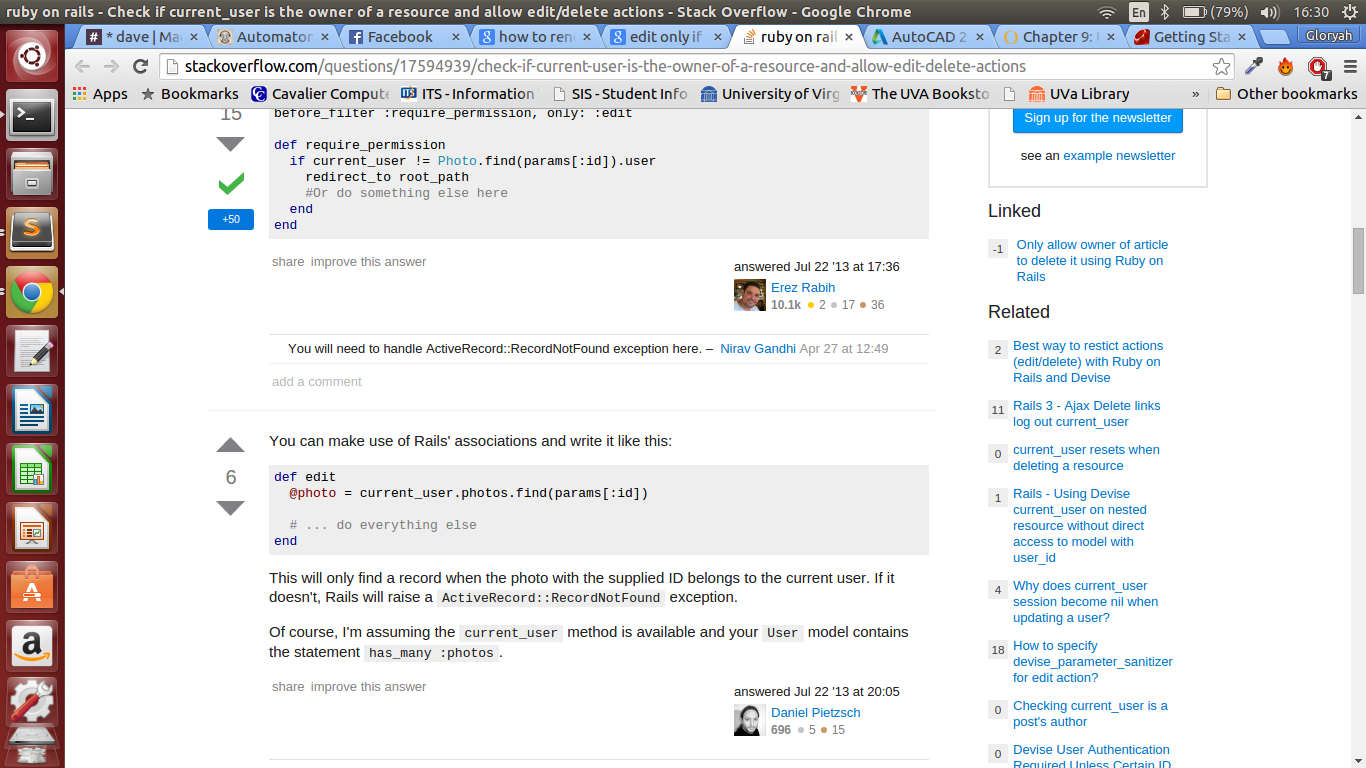 ruby on rails - Check if current_user is the owner of a resource and allow edit/delete actions - Stack Overflow - Google Chrome
En
(79%)
16:30
# * dave | Ma
Automator
Facebook
how to ren
edit only if
ruby on rail
AutoCAD 2
Chapter 9:
Getting Sta
Gloryah
stackoverflow.com/questions/17594939/check-if-current-user-is-the-owner-of-a-resource-and-allow-edit-delete-actions
7
Apps
Bookmarks
Cavalier Compute
ITS - Information
SIS - Student Info
University of Virg
The UVA Booksto
UVa Library
»
Other bookmarks
15
before_filter :require_permission, only: :edit
def require_permission
if current_user != Photo.find(params[:id]).user
redirect_to root_path
#Or do something else here
end
end
+50
share improve this answer
answered Jul 22 '13 at 17:36
Erez Rabih
10.1k 2 17 36
You will need to handle ActiveRecord::RecordNotFound exception here. – Nirav Gandhi Apr 27 at 12:49
add a comment
6
You can make use of Rails' associations and write it like this:
def edit
@photo = current_user.photos.find(params[:id])
# ... do everything else
end
This will only find a record when the photo with the supplied ID belongs to the current user. If it
doesn't, Rails will raise a ActiveRecord::RecordNotFound exception.
Of course, I'm assuming the current_user method is available and your User model contains
the statement has_many :photos.
share improve this answer
answered Jul 22 '13 at 20:05
Daniel Pietzsch
696 5 15
Sign up for the newsletter
see an example newsletter
Linked
-1 Only allow owner of article
to delete it using Ruby on
Rails
Related
2 Best way to restict actions
(edit/delete) with Ruby on
Rails and Devise
11 Rails 3 - Ajax Delete links
log out current_user
0 current_user resets when
deleting a resource
1 Rails - Using Devise
current_user on nested
resource without direct
access to model with
user_id
4 Why does current_user
session become nil when
updating a user?
18 How to specify
devise_parameter_sanitizer
for edit action?
0 Checking current_user is a
post's author
0 Devise User Authentication
Required Unless Certain ID